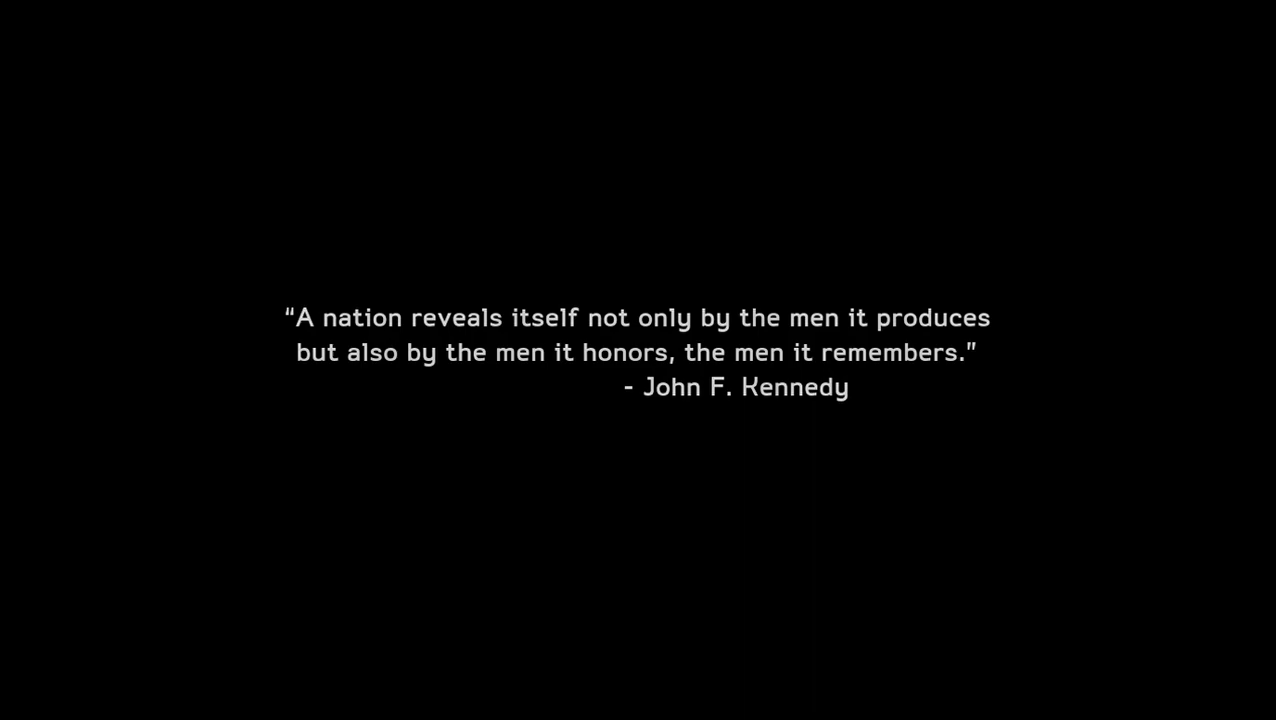 “A nation reveals itself not only by the men it produces
but also by the men it honors, the men it remembers.”
- John F. Kennedy